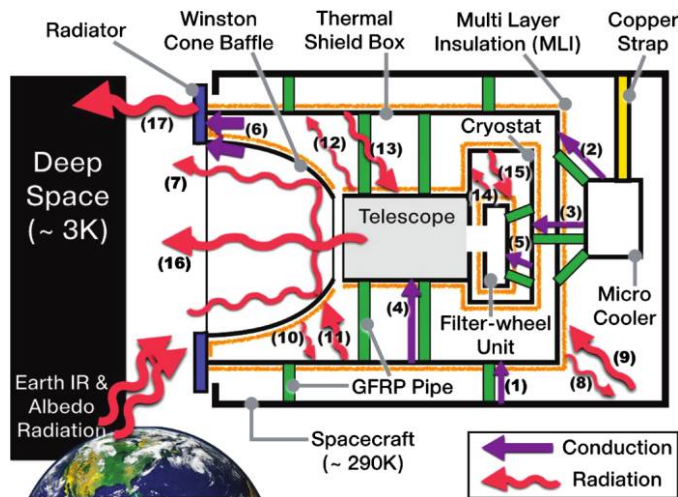 Radiator
Winston
Cone Baffle
Thermal
Shield Box
Multi Layer
Insulation (MLI)
Copper
Strap
Cryostat
(17)
(6)
(12)
(13)
(2)
(7)
(15)
(14)
(3)
Deep
Space
(~ 3K)
Telescope
(16)
(5)
(4)
Micro
Cooler
Filter-wheel
Unit
(10)
(11)
(9)
(8)
Earth IR &
Albedo
Radiation
GFRP Pipe
(1)
Spacecraft
(~ 290K)
Conduction
Radiation